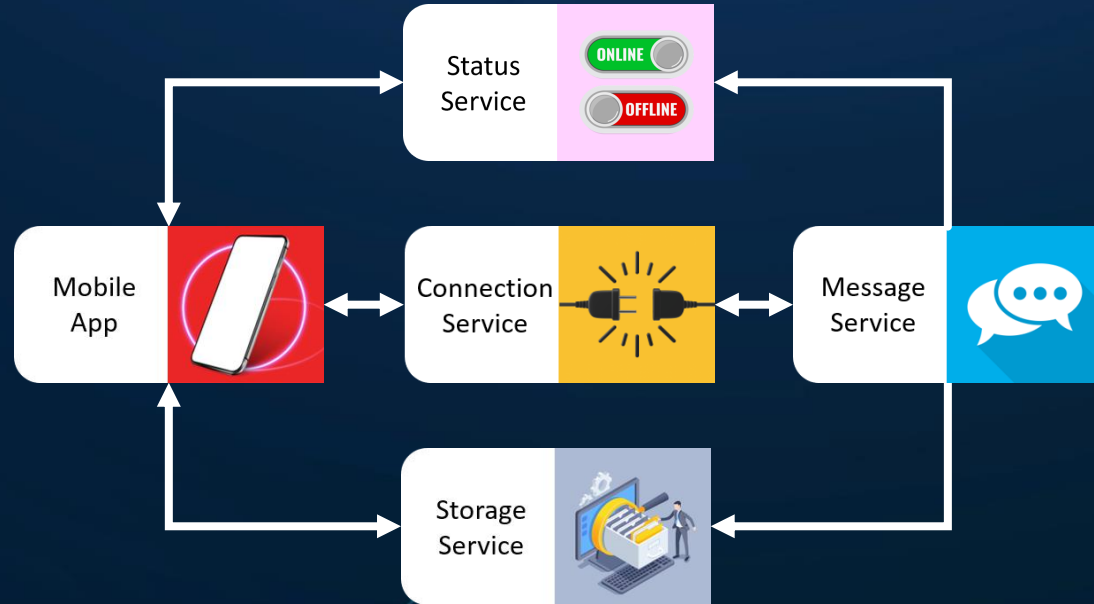 Status
Service
ONLINE
OFFLINE
Mobile
App
Connection
Service
Message
Service
Storage
Service